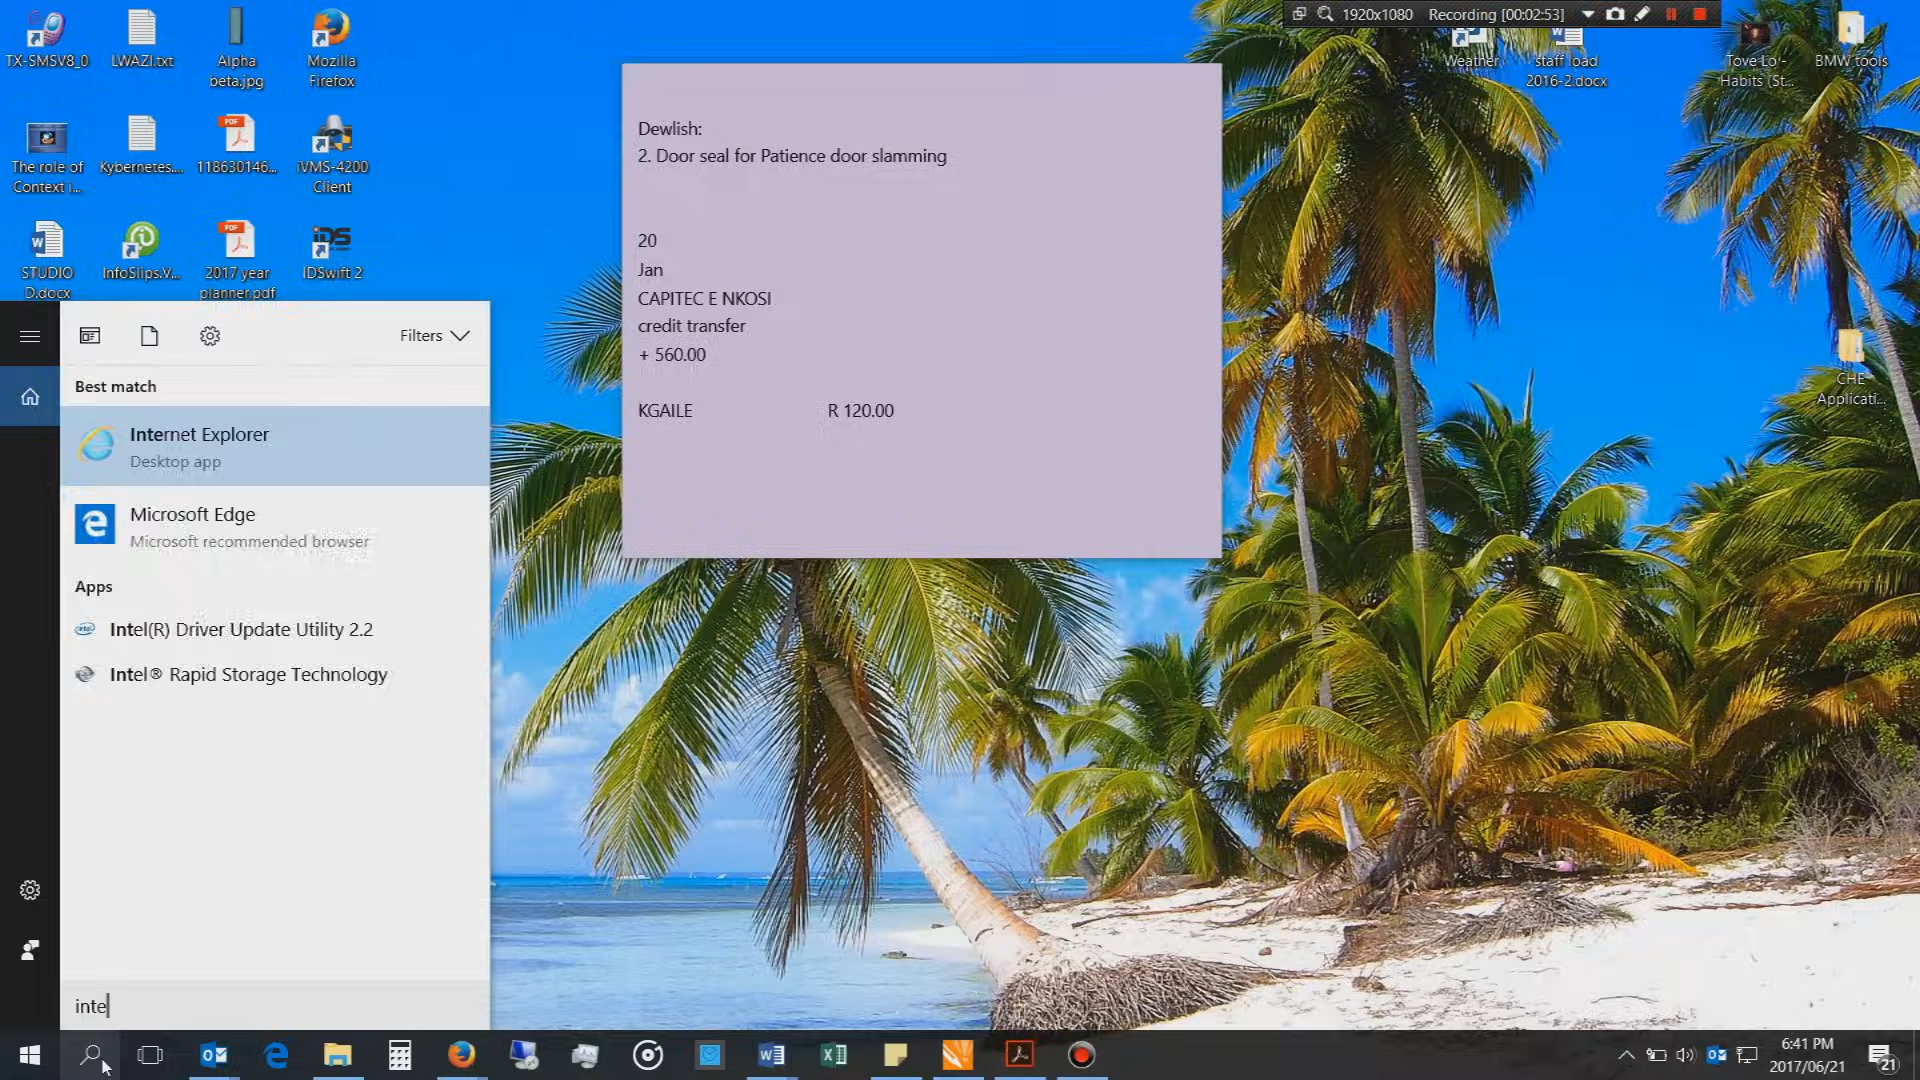 1920x1080 Recording [00:02:53]
TX-SMSV8_0
LWAZI.txt
Alpha
beta.jpg
Mozilla
Firefox
Weather
staff load
2016-2.docx
Tove Lo -
Habits (St...
BMW tools
The role of
Context i...
Kybernetes....
PDF
118630146...
iVMS-4200
Client
STUDIO
D.docx
InfoSlips.V...
PDF
2017 year
planner.pdf
IDS
IDSwift 2
CHE
Applicati...
Dewlish:
2. Door seal for Patience door slamming
20
Jan
CAPITEC E NKOSI
credit transfer
+ 560.00
KGAILE R 120.00
Filters
Best match
Internet Explorer
Desktop app
Microsoft Edge
Microsoft recommended browser
Apps
Intel(R) Driver Update Utility 2.2
Intel® Rapid Storage Technology
inte
6:41 PM
2017/06/21
21